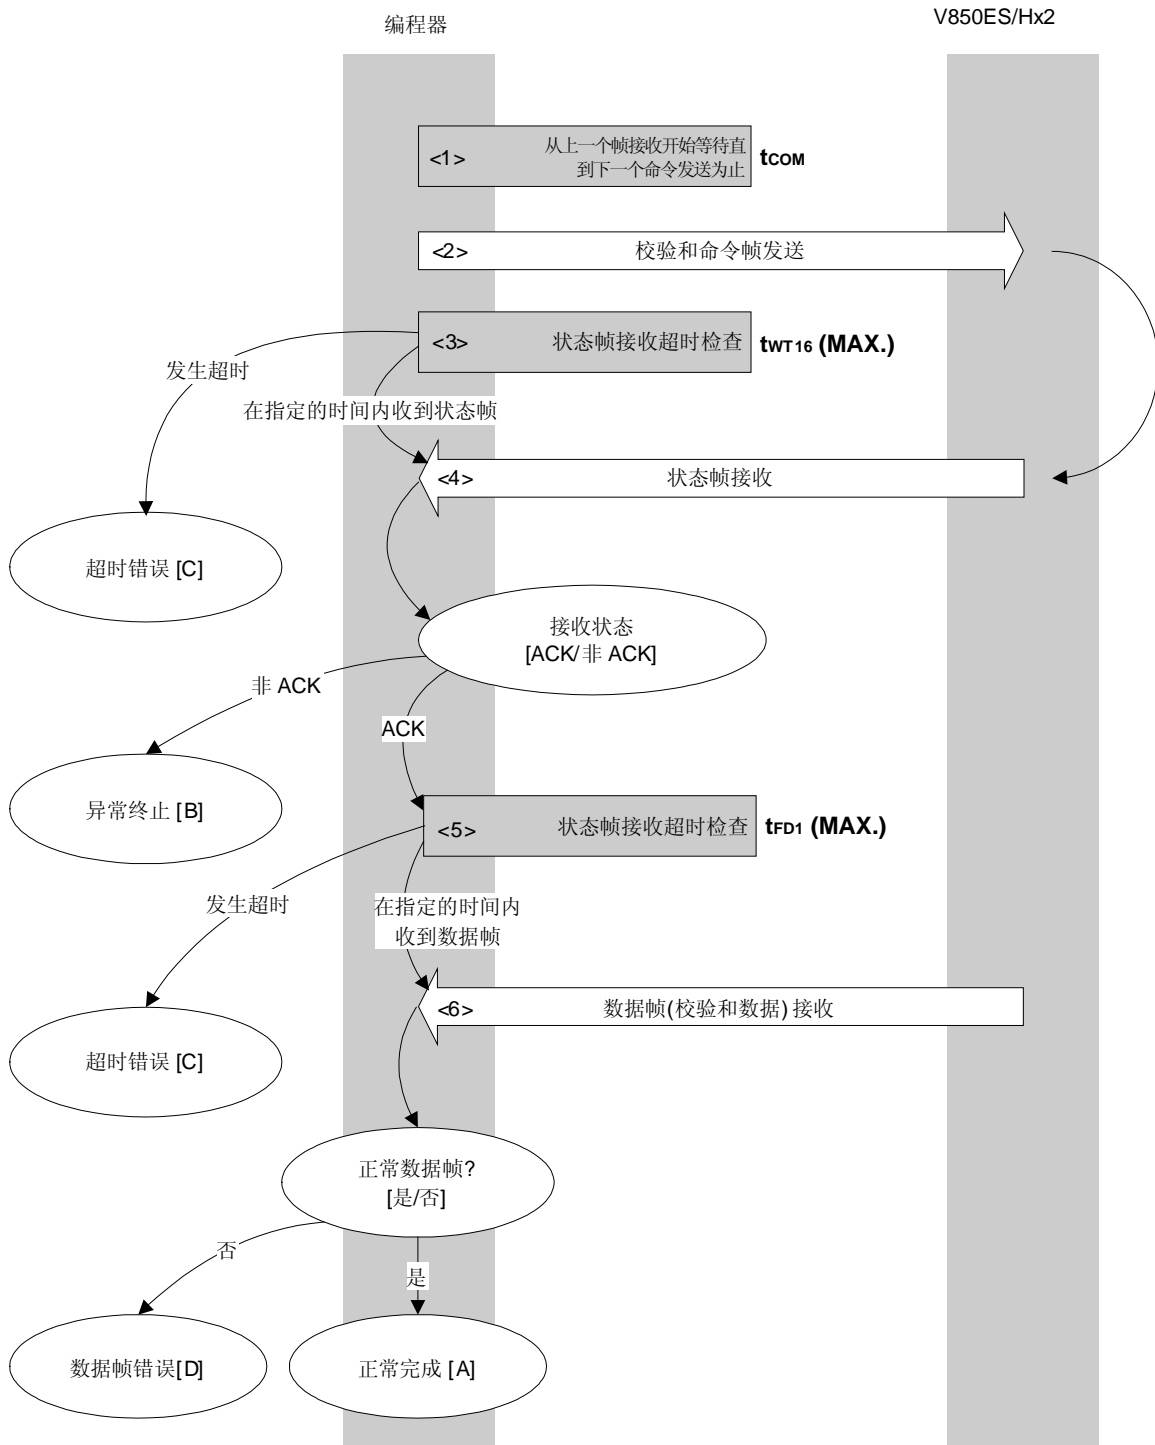 编程器
V850ES/Hx2
<1>
从上一个帧接收开始等待直
到下一个命令发送为止
tCOM
<2>
校验和命令帧发送
<3>
状态帧接收超时检查
tWT16 (MAX.)
发生超时
在指定的时间内收到状态帧
<4>
状态帧接收
超时错误 [C]
接收状态
[ACK/非 ACK]
非 ACK
ACK
异常终止 [B]
<5>
状态帧接收超时检查
tFD1 (MAX.)
发生超时
在指定的时间内
收到数据帧
<6>
数据帧(校验和数据) 接收
超时错误 [C]
正常数据帧?
[是/否]
否
是
数据帧错误[D]
正常完成 [A]